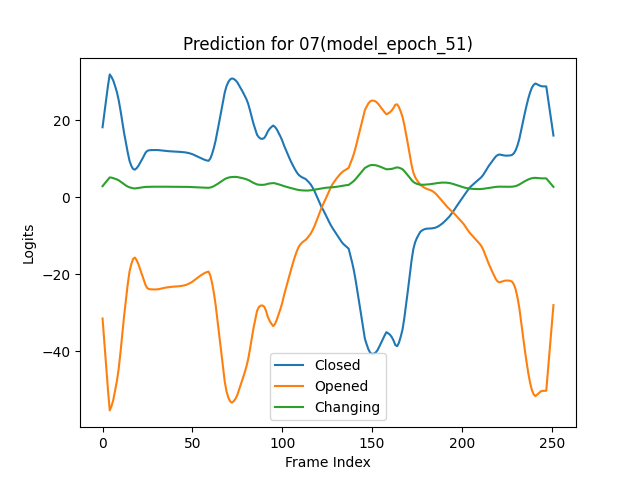 Prediction for 07(model_epoch_51)
20
0
−20
−40
Logits
Closed
Opened
Changing
0 50 100 150 200 250
Frame Index